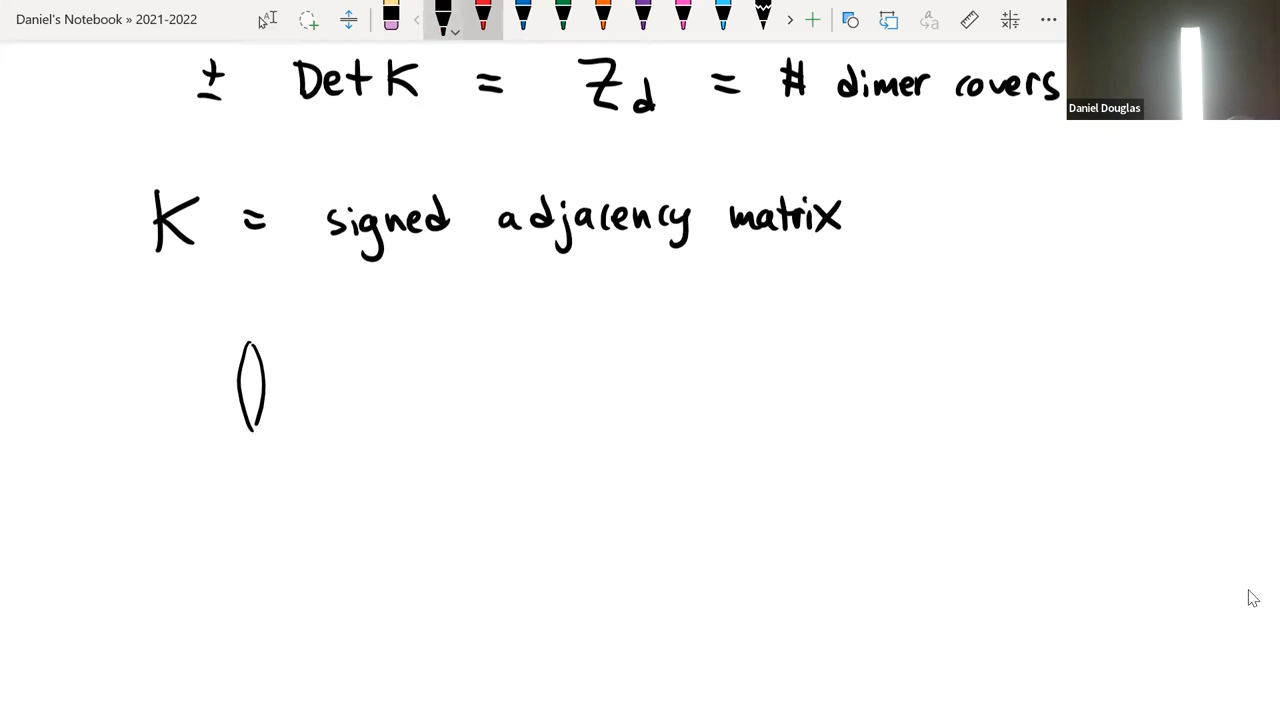 Daniel's Notebook » 2021-2022
Daniel Douglas
± Det K = Z_d = # dimer covers
K = signed adjacency matrix